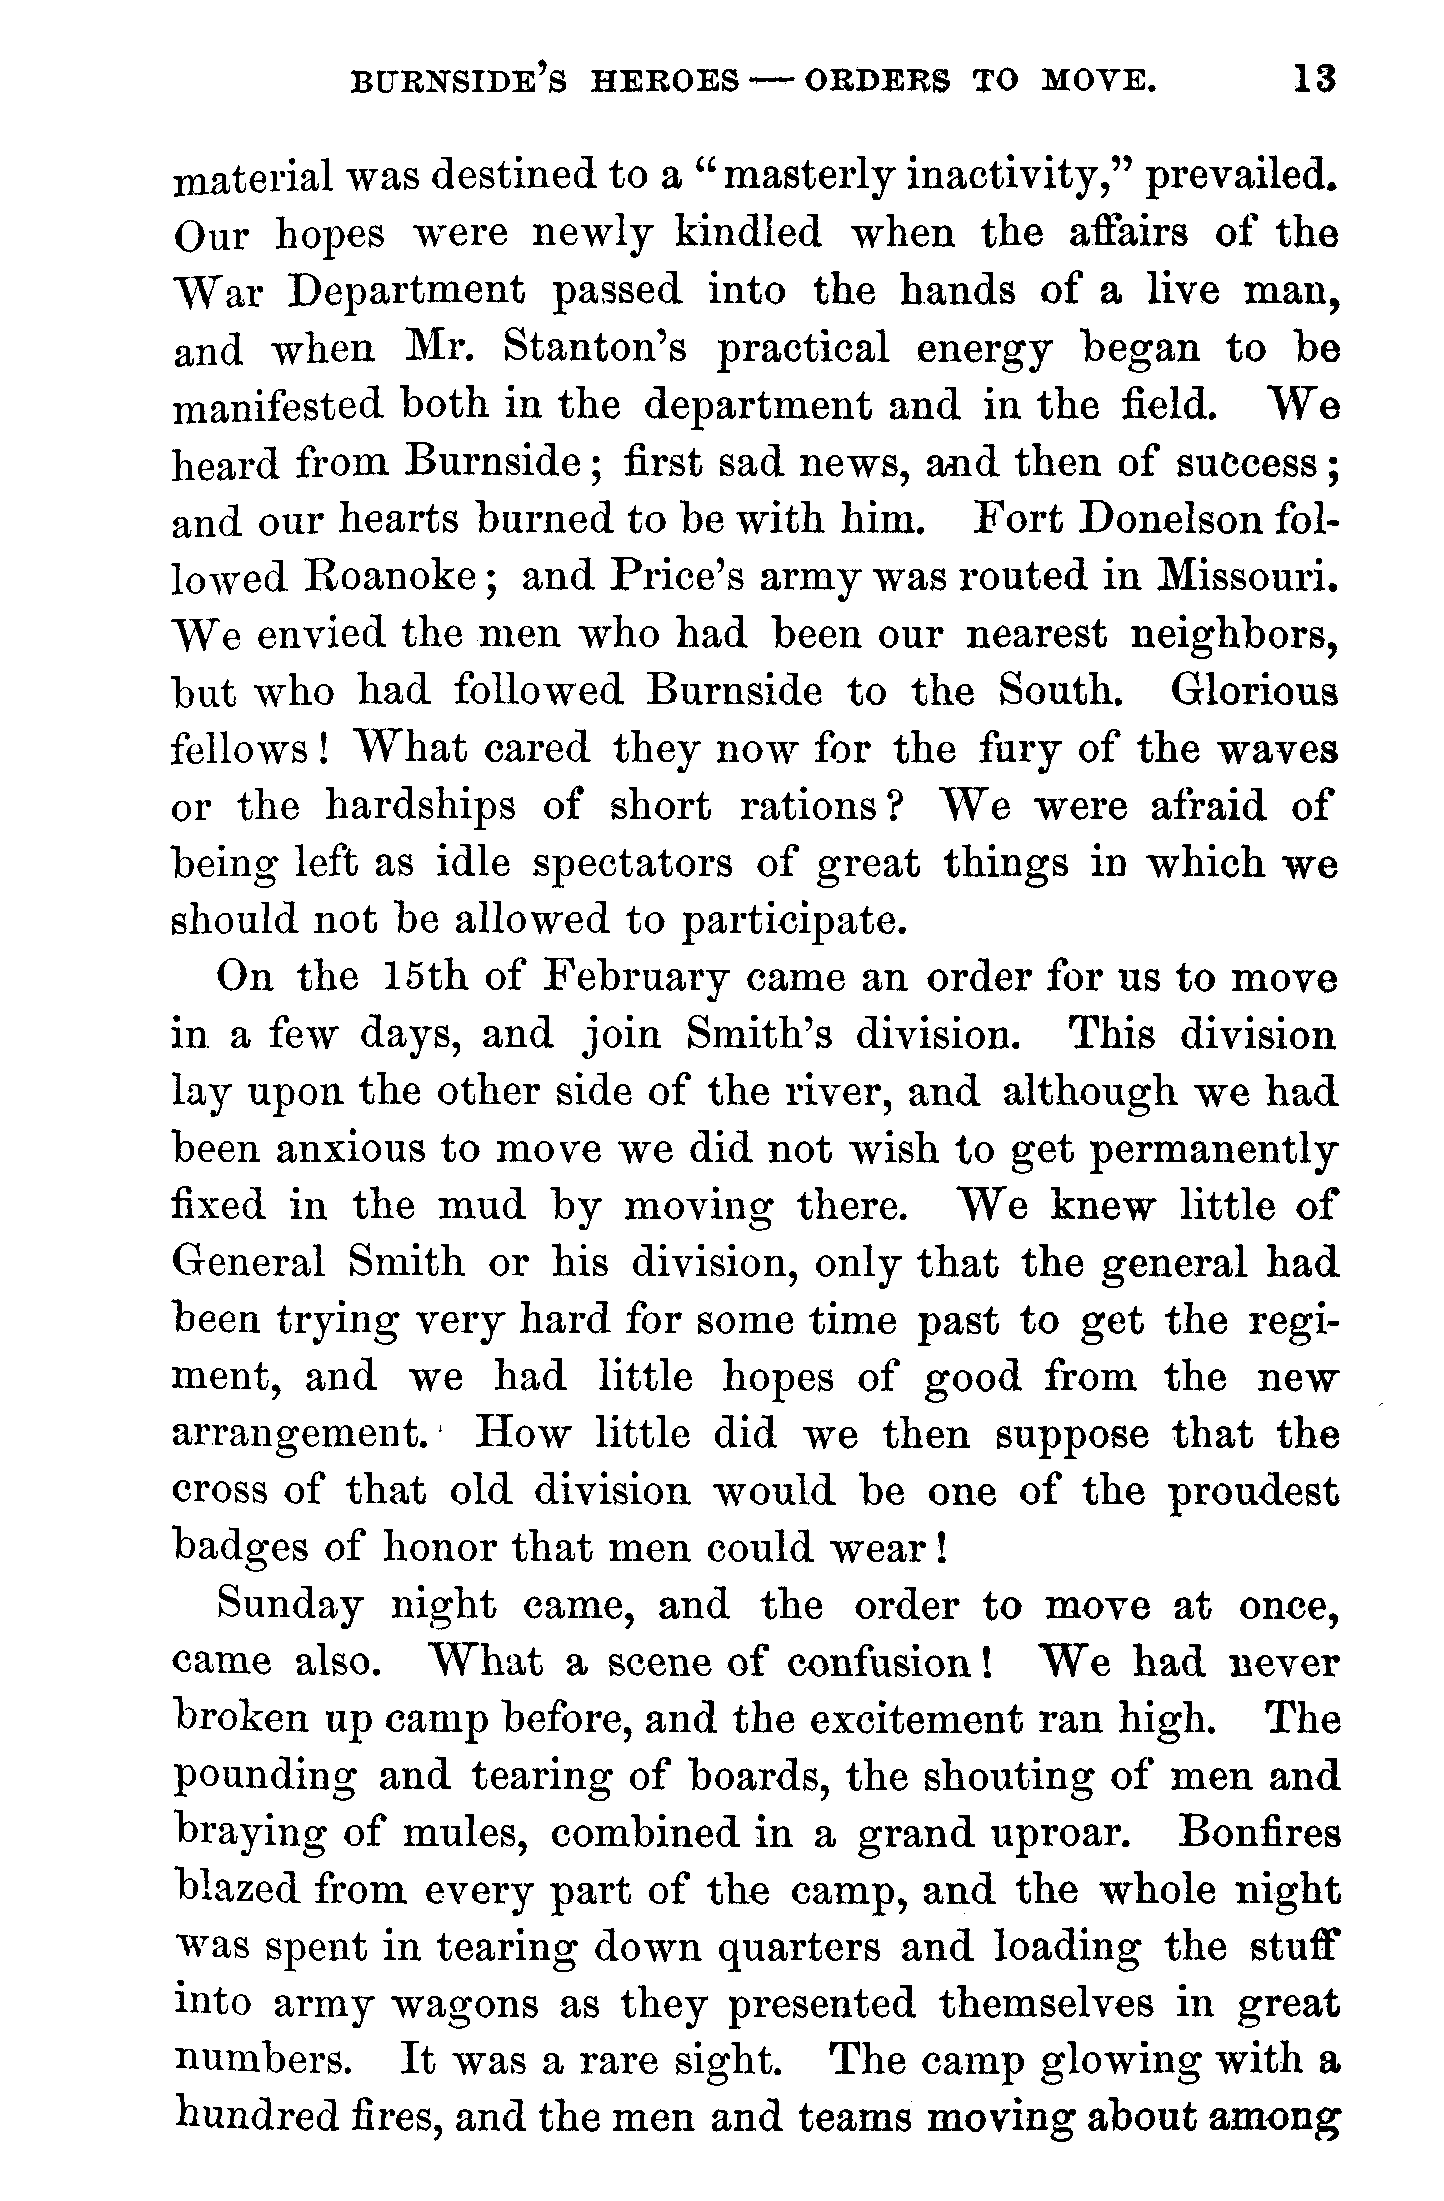 BURNSIDE'S HEROES — ORDERS TO MOVE. 13
material was destined to a "masterly inactivity," prevailed.
Our hopes were newly kindled when the affairs of the
War Department passed into the hands of a live man,
and when Mr. Stanton's practical energy began to be
manifested both in the department and in the field. We
heard from Burnside; first sad news, and then of success;
and our hearts burned to be with him. Fort Donelson fol-
lowed Roanoke; and Price's army was routed in Missouri.
We envied the men who had been our nearest neighbors,
but who had followed Burnside to the South. Glorious
fellows! What cared they now for the fury of the waves
or the hardships of short rations? We were afraid of
being left as idle spectators of great things in which we
should not be allowed to participate.
On the 15th of February came an order for us to move
in a few days, and join Smith's division. This division
lay upon the other side of the river, and although we had
been anxious to move we did not wish to get permanently
fixed in the mud by moving there. We knew little of
General Smith or his division, only that the general had
been trying very hard for some time past to get the regi-
ment, and we had little hopes of good from the new
arrangement. How little did we then suppose that the
cross of that old division would be one of the proudest
badges of honor that men could wear!
Sunday night came, and the order to move at once,
came also. What a scene of confusion! We had never
broken up camp before, and the excitement ran high. The
pounding and tearing of boards, the shouting of men and
braying of mules, combined in a grand uproar. Bonfires
blazed from every part of the camp, and the whole night
was spent in tearing down quarters and loading the stuff
into army wagons as they presented themselves in great
numbers. It was a rare sight. The camp glowing with a
hundred fires, and the men and teams moving about among